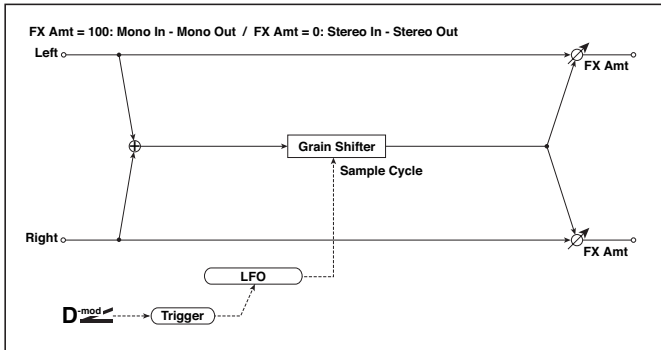 FX Amt = 100: Mono In - Mono Out / FX Amt = 0: Stereo In - Stereo Out
Left
FX Amt
Grain Shifter
Sample Cycle
Right
FX Amt
LFO
D-mod
Trigger